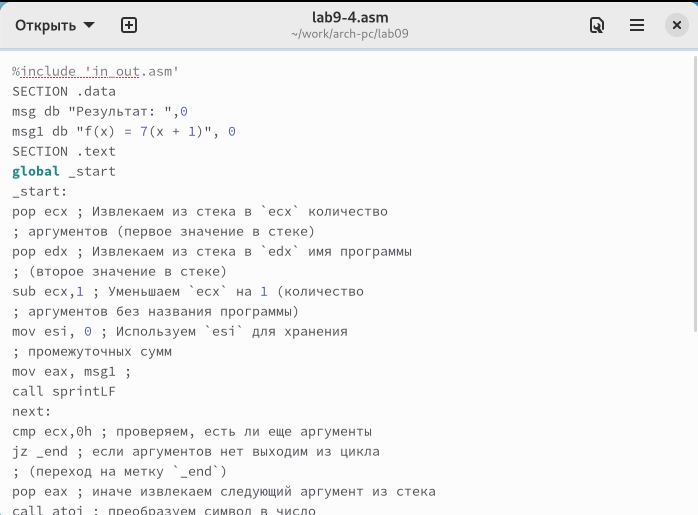 Открыть
lab9-4.asm
~/work/arch-pc/lab09
%include 'in_out.asm'
SECTION .data
msg db "Результат: ",0
msg1 db "f(x) = 7(x + 1)", 0
SECTION .text
global _start
_start:
pop ecx ; Извлекаем из стека в `ecx` количество
; аргументов (первое значение в стеке)
pop edx ; Извлекаем из стека в `edx` имя программы
; (второе значение в стеке)
sub ecx,1 ; Уменьшаем `ecx` на 1 (количество
; аргументов без названия программы)
mov esi, 0 ; Используем `esi` для хранения
; промежуточных сумм
mov eax, msg1 ;
call sprintLF
next:
cmp ecx,0h ; проверяем, есть ли еще аргументы
jz _end ; если аргументов нет выходим из цикла
; (переход на метку `_end`)
pop eax ; иначе извлекаем следующий аргумент из стека
call atoi ; преобразуем символ в число